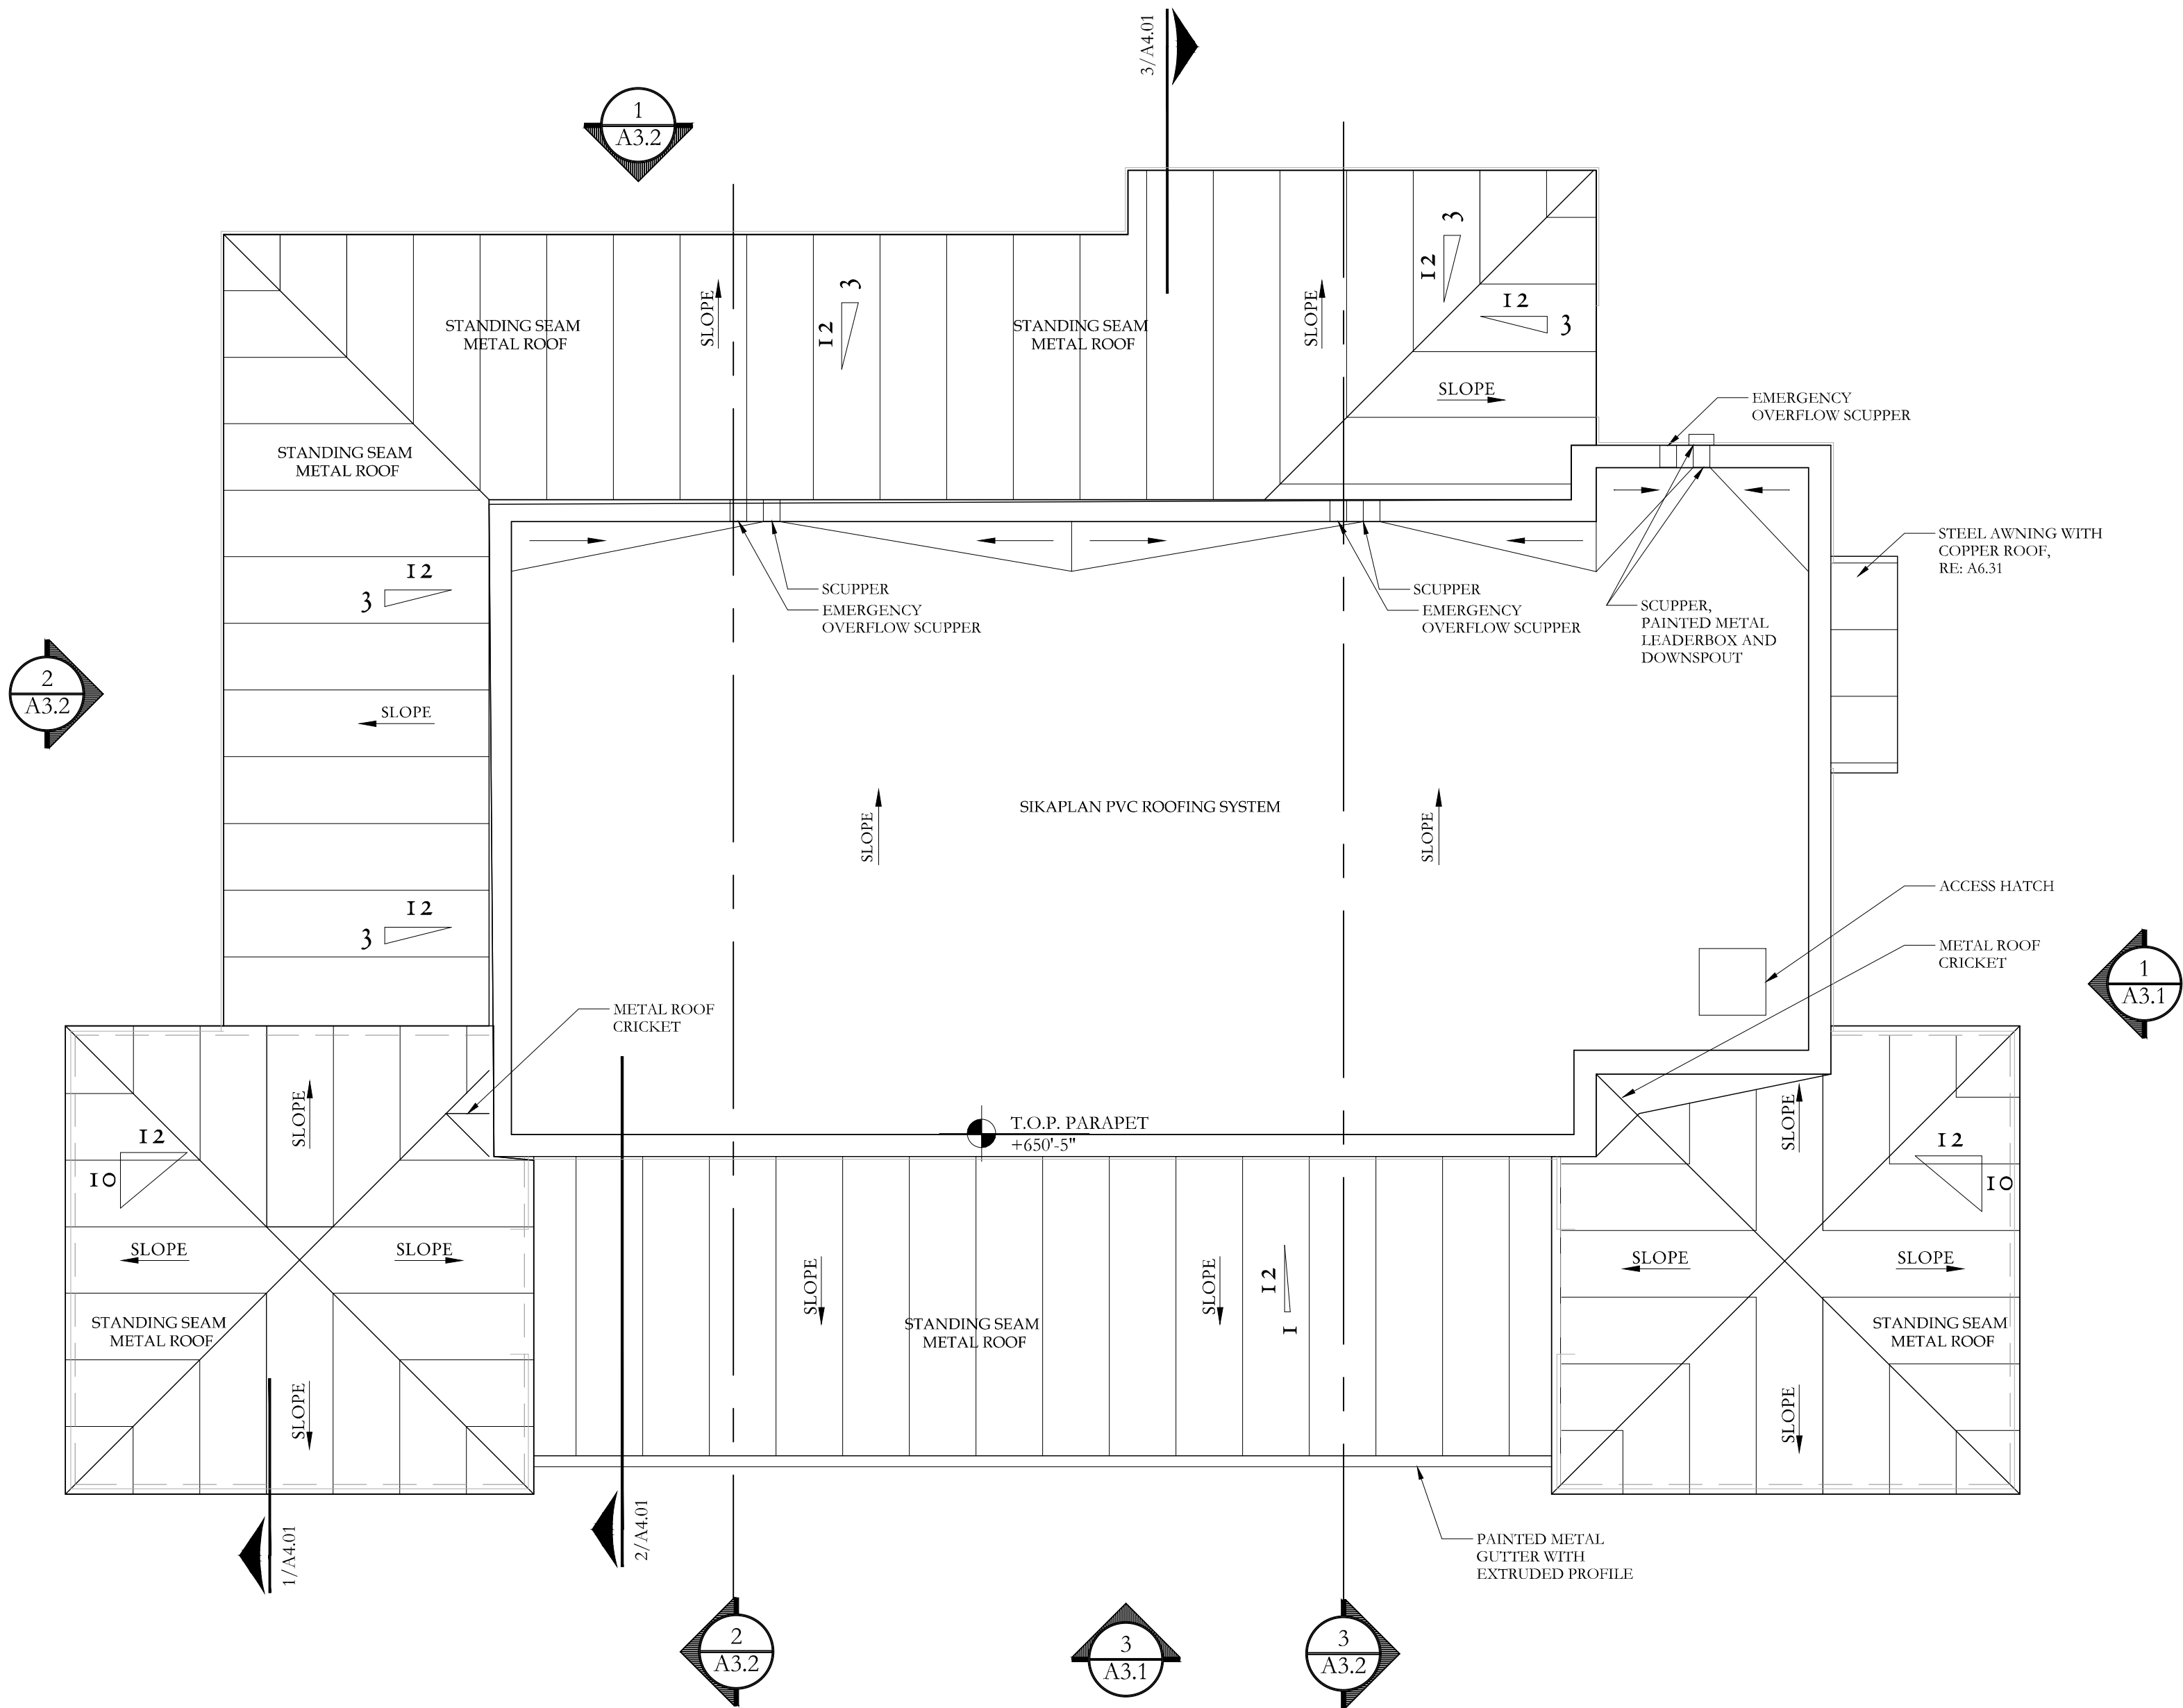 3/A4.01
1
A3.2
3
12
3
12
12
3
SLOPE
SLOPE
STANDING SEAM
METAL ROOF
STANDING SEAM
METAL ROOF
SLOPE
EMERGENCY
OVERFLOW SCUPPER
STANDING SEAM
METAL ROOF
STEEL AWNING WITH
COPPER ROOF,
RE: A6.31
12
3
SCUPPER
EMERGENCY
OVERFLOW SCUPPER
SCUPPER
EMERGENCY
OVERFLOW SCUPPER
SCUPPER,
PAINTED METAL
LEADERBOX AND
DOWNSPOUT
2
A3.2
SLOPE
SIKAPLAN PVC ROOFING SYSTEM
SLOPE
SLOPE
ACCESS HATCH
12
3
METAL ROOF
CRICKET
1
A3.1
METAL ROOF
CRICKET
T.O.P. PARAPET
+650'-5"
SLOPE
SLOPE
12
10
12
10
SLOPE
SLOPE
SLOPE
SLOPE
12
1
SLOPE
SLOPE
STANDING SEAM
METAL ROOF
STANDING SEAM
METAL ROOF
STANDING SEAM
METAL ROOF
SLOPE
SLOPE
1/A4.01
2/A4.01
PAINTED METAL
GUTTER WITH
EXTRUDED PROFILE
2
A3.2
3
A3.1
3
A3.2